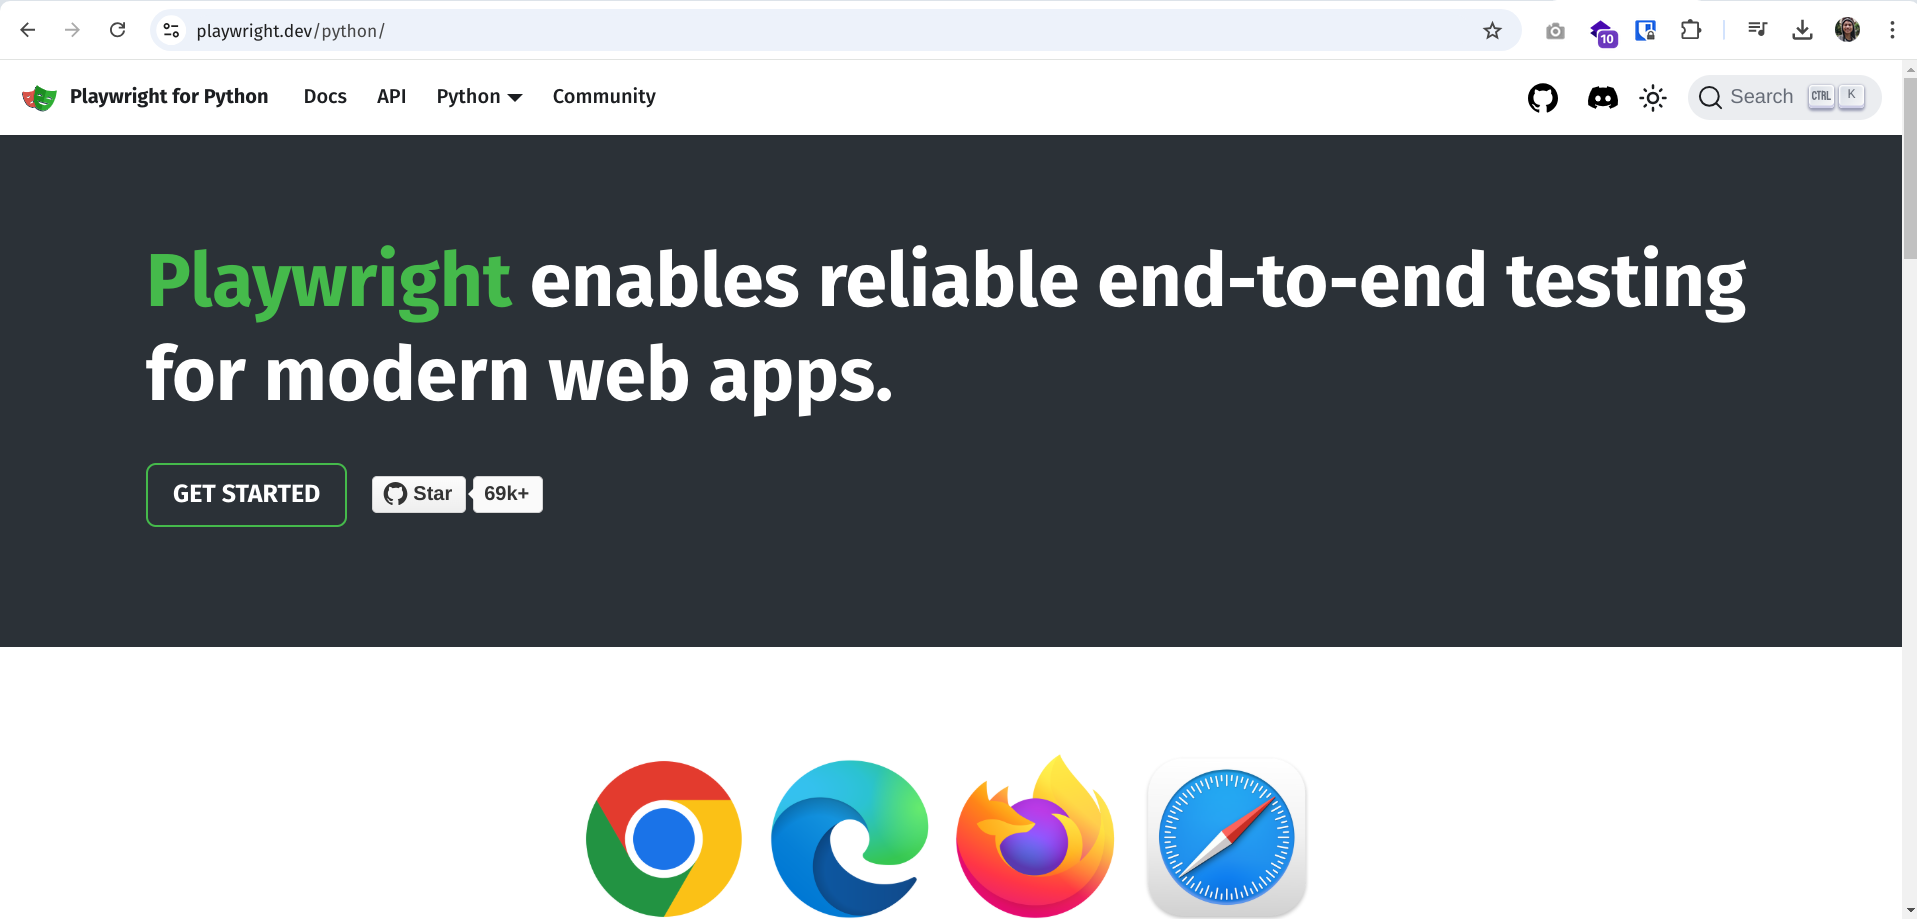 playwright.dev/python/
10
Playwright for Python
Docs
API
Python
Community
Search
CTRL
K
Playwright enables reliable end-to-end testing
for modern web apps.
GET STARTED
Star
69k+